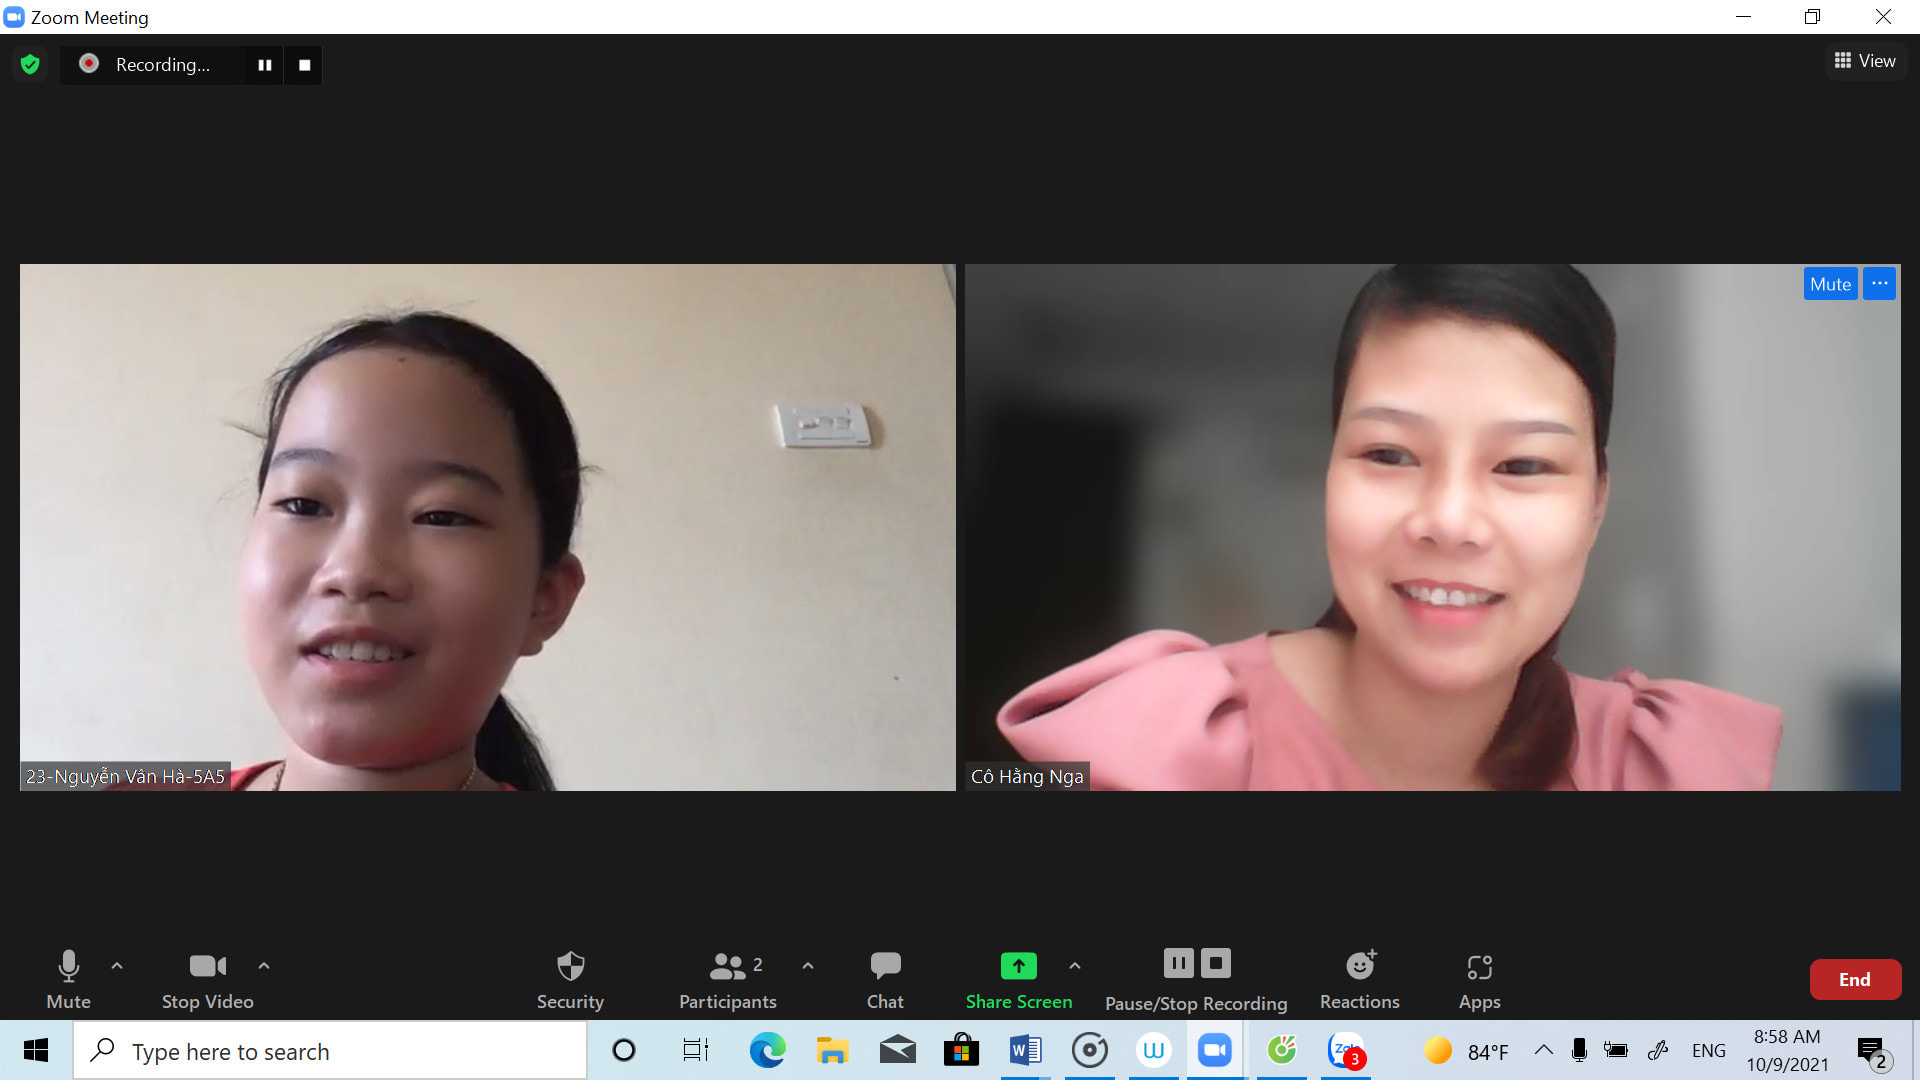 Zoom Meeting
Recording...
View
Mute
23-Nguyễn Vân Hà-5A5
Cô Hằng Nga
2
Mute
Stop Video
Security
Participants
Chat
Share Screen
Pause/Stop Recording
Reactions
Apps
End
Type here to search
3
84°F
ENG
8:58 AM
10/9/2021
2